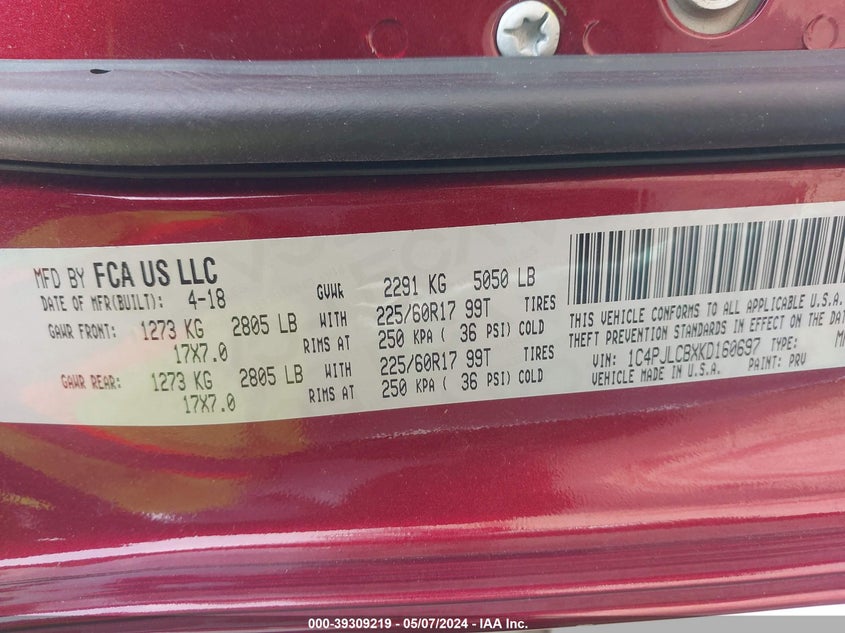 MFD BY FCA US LLC
DATE OF MFR(BUILT): 4-18 GVWR 2291 KG 5050 LB
GAWR FRONT: 1273 KG 2805 LB WITH 225/60R17 99T TIRES
17X7.0 RIMS AT 250 KPA ( 36 PSI) COLD
GAWR REAR: 1273 KG 2805 LB WITH 225/60R17 99T TIRES
17X7.0 RIMS AT 250 KPA ( 36 PSI) COLD
THIS VEHICLE CONFORMS TO ALL APPLICABLE U.S.A.
THEFT PREVENTION STANDARDS IN EFFECT ON THE DAT
VIN: 1C4PJLCBXKD160697 TYPE:
VEHICLE MADE IN U.S.A. PAINT: PRV
000-39309219 - 05/07/2024 - IAA Inc.